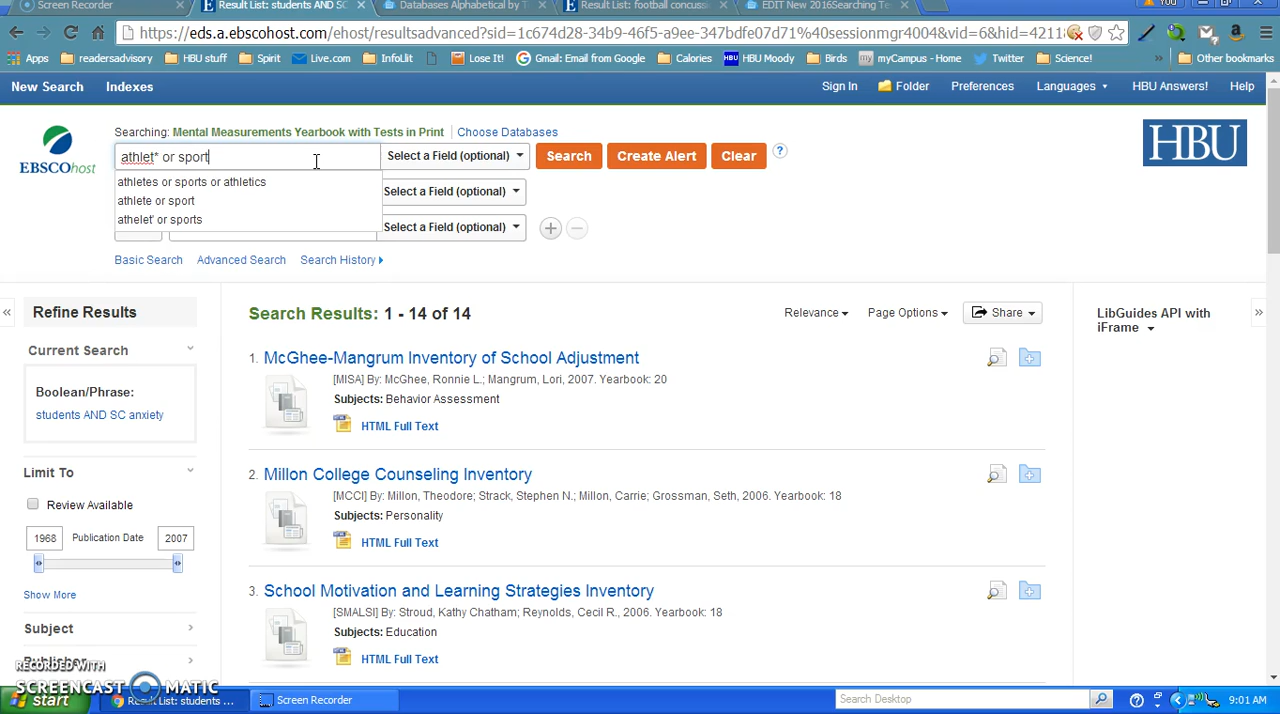 Screen Recorder
Result List: students AND SC
Databases Alphabetical by T
Result List: football concuss
EDIT New 2016Searching Te
You
https://eds.a.ebscohost.com/ehost/resultsadvanced?sid=1c674d28-34b9-46f5-a9ee-347bdfe07d71%40sessionmgr4004&vid=6&hid=4211
Apps readersadvisory HBU stuff Spirit Live.com InfoLit Lose It! Gmail: Email from Google Calories HBU Moody Birds myCampus - Home Twitter Science! » Other bookmarks
New Search Indexes Sign In Folder Preferences Languages HBU Answers! Help
Searching: Mental Measurements Yearbook with Tests in Print Choose Databases
EBSCOhost
athlet* or sport Select a Field (optional) Search Create Alert Clear ?
HBU
athletes or sports or athletics
athlete or sport
athelet' or sports
Select a Field (optional)
Select a Field (optional)
Basic Search Advanced Search Search History
« Refine Results
Current Search
Boolean/Phrase:
students AND SC anxiety
Limit To
Review Available
1968 Publication Date 2007
Show More
Subject
Search Results: 1 - 14 of 14 Relevance Page Options Share
1. McGhee-Mangrum Inventory of School Adjustment
[MISA] By: McGhee, Ronnie L.; Mangrum, Lori, 2007. Yearbook: 20
Subjects: Behavior Assessment
HTML Full Text
2. Millon College Counseling Inventory
[MCCI] By: Millon, Theodore; Strack, Stephen N.; Millon, Carrie; Grossman, Seth, 2006. Yearbook: 18
Subjects: Personality
HTML Full Text
3. School Motivation and Learning Strategies Inventory
[SMALSI] By: Stroud, Kathy Chatham; Reynolds, Cecil R., 2006. Yearbook: 18
Subjects: Education
HTML Full Text
LibGuides API with
iFrame
»
RECORDED WITH
SCREENCAST MATIC
start Result List: students ... Screen Recorder Search Desktop 9:01 AM